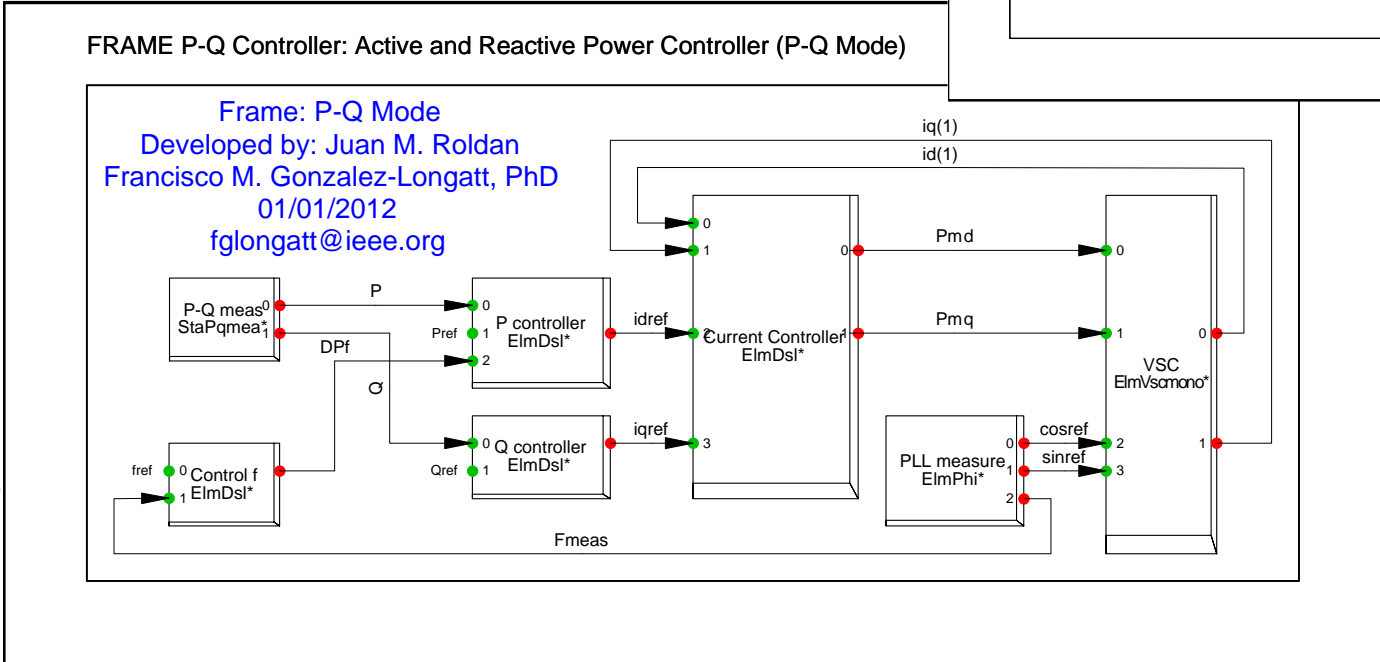 FRAME P-Q Controller: Active and Reactive Power Controller (P-Q Mode)
Frame: P-Q Mode
Developed by: Juan M. Roldan
Francisco M. Gonzalez-Longatt, PhD
01/01/2012
fglongatt@ieee.org
iq(1)
id(1)
P-Q meas
StaPqmea*
0
1
P
Q
DPf
0
Pref 1
2
P controller
ElmDsl*
idref
0
Qref 1
Q controller
ElmDsl*
iqref
fref 0
1
Control f
ElmDsl*
0
1
2
3
Current Controller
ElmDsl*
0
1
Pmd
Pmq
PLL measure
ElmPhi*
0
1
2
cosref
sinref
Fmeas
0
1
2
3
VSC
ElmVscmono*
0
1